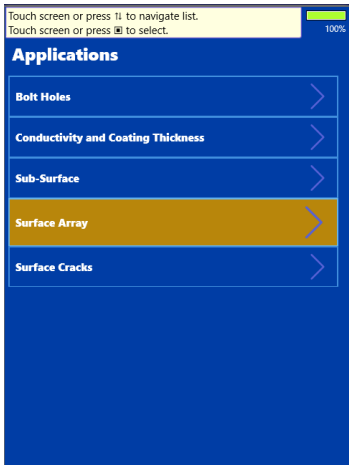 Touch screen or press ⇅ to navigate list.
Touch screen or press ▣ to select.
100%
Applications
Bolt Holes
Conductivity and Coating Thickness
Sub-Surface
Surface Array
Surface Cracks